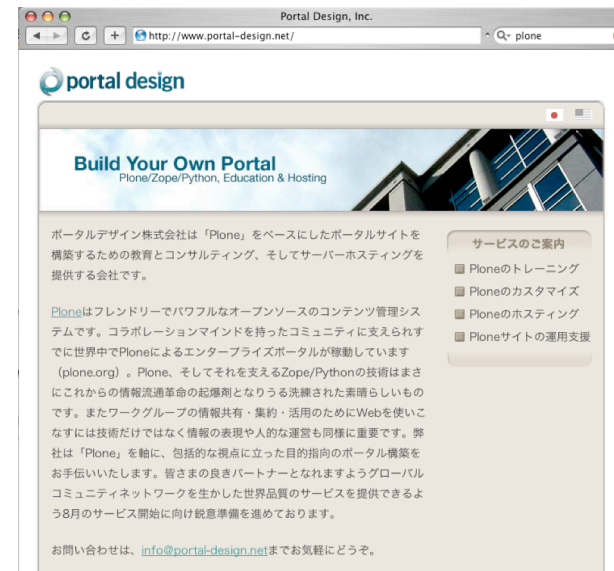 Portal Design, Inc.
http://www.portal-design.net/
plone
portal design
Build Your Own Portal
Plone/Zope/Python, Education & Hosting
ポータルデザイン株式会社は「Plone」をベースにしたポータルサイトを
構築するための教育とコンサルティング、そしてサーバーホスティングを
提供する会社です。
Ploneはフレンドリーでパワフルなオープンソースのコンテンツ管理シス
テムです。コラボレーションマインドを持ったコミュニティに支えられす
でに世界中でPloneによるエンタープライズポータルが稼動しています
（plone.org）。Plone、そしてそれを支えるZope/Pythonの技術はまさ
にこれからの情報流通革命の起爆剤となりうる洗練された素晴らしいもの
です。またワークグループの情報共有・集約・活用のためにWebを使いこ
なすには技術だけではなく情報の表現や人的な運営も同様に重要です。弊
社は「Plone」を軸に、包括的な視点に立った目的指向のポータル構築を
お手伝いいたします。皆さまの良きパートナーとなれますようグローバル
コミュニティネットワークを生かした世界品質のサービスを提供できるよ
う8月のサービス開始に向け鋭意準備を進めております。
お問い合わせは、info@portal-design.netまでお気軽にどうぞ。
サービスのご案内
Ploneのトレーニング
Ploneのカスタマイズ
Ploneのホスティング
Ploneサイトの運用支援